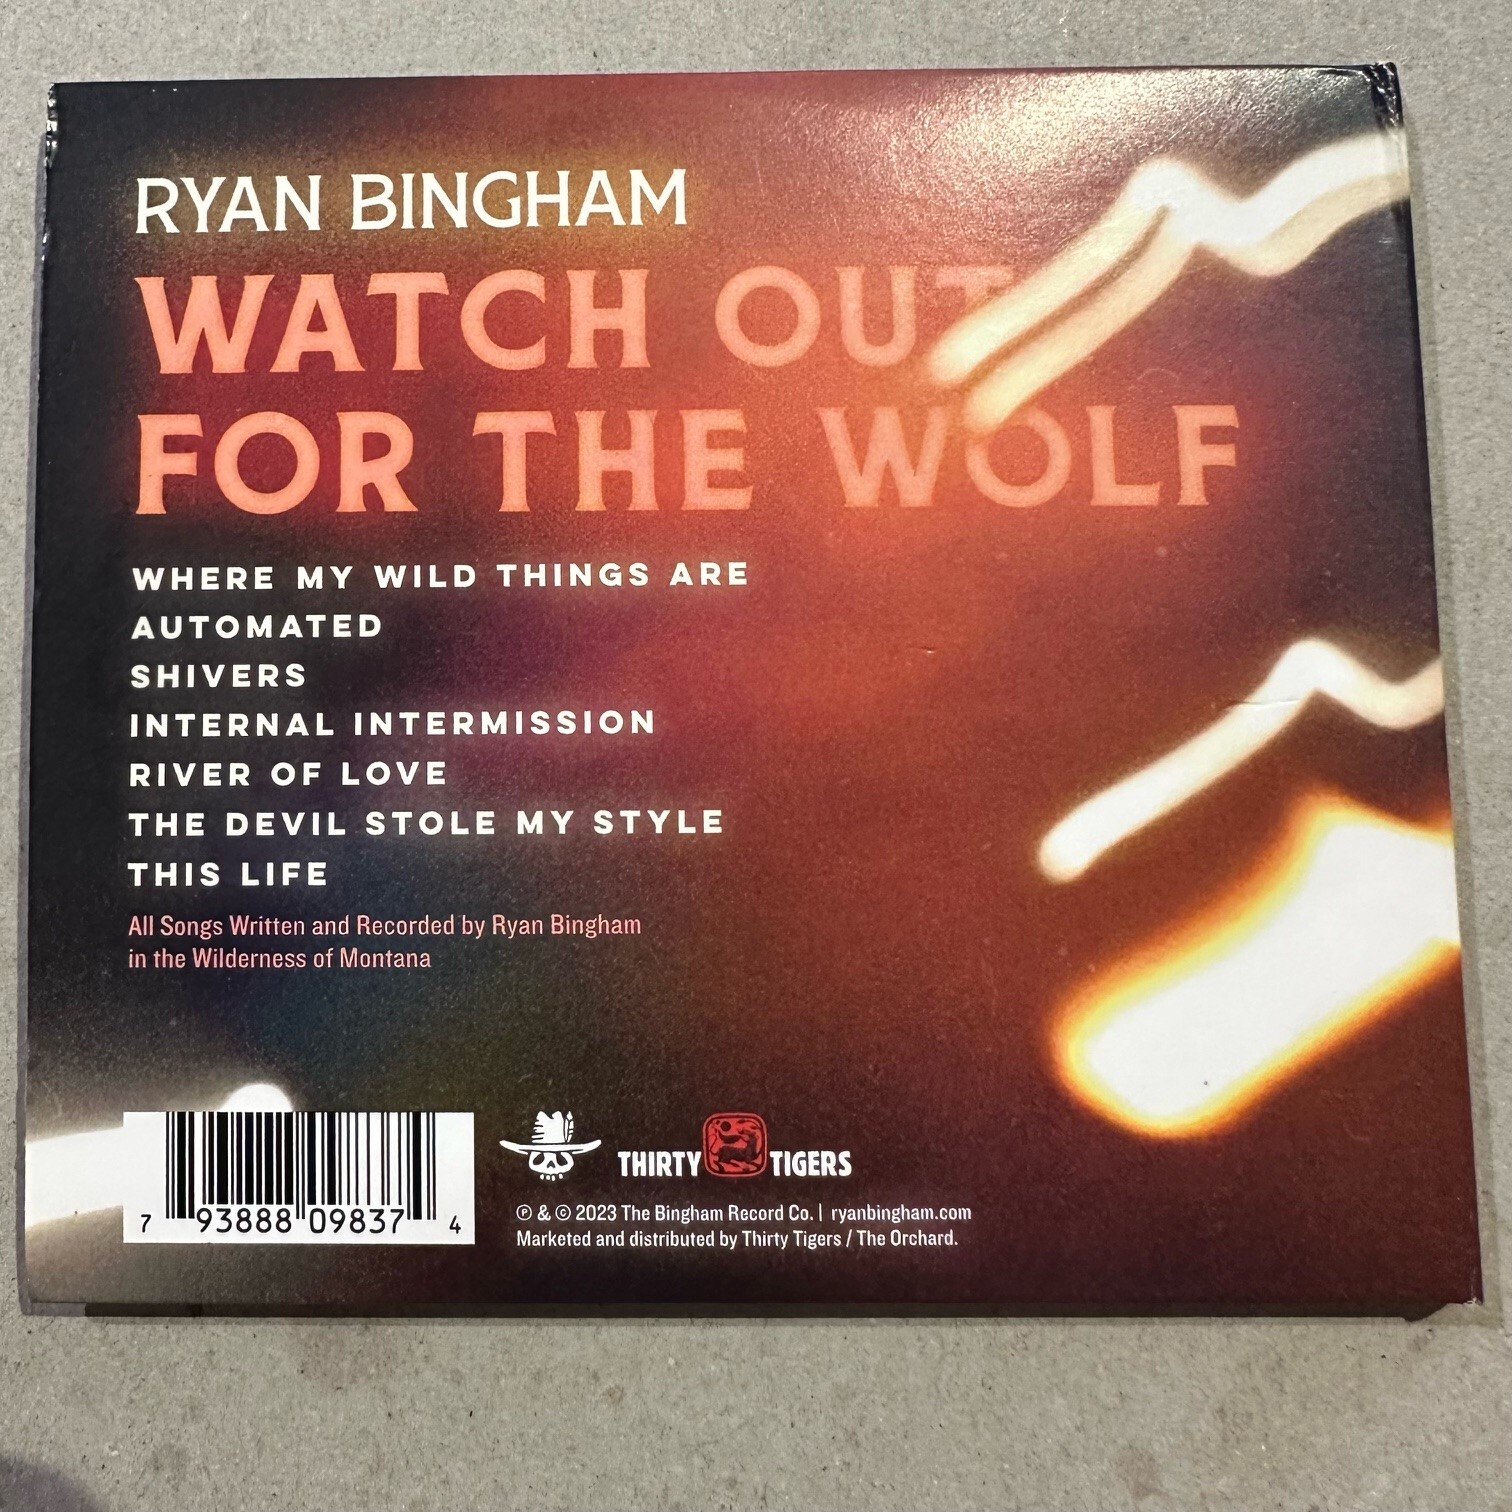 RYAN BINGHAM
WATCH OUT
FOR THE WOLF
WHERE MY WILD THINGS ARE
AUTOMATED
SHIVERS
INTERNAL INTERMISSION
RIVER OF LOVE
THE DEVIL STOLE MY STYLE
THIS LIFE
All Songs Written and Recorded by Ryan Bingham
in the Wilderness of Montana
7 93888 09837 4
THIRTY TIGERS
℗ & © 2023 The Bingham Record Co. | ryanbingham.com
Marketed and distributed by Thirty Tigers / The Orchard.